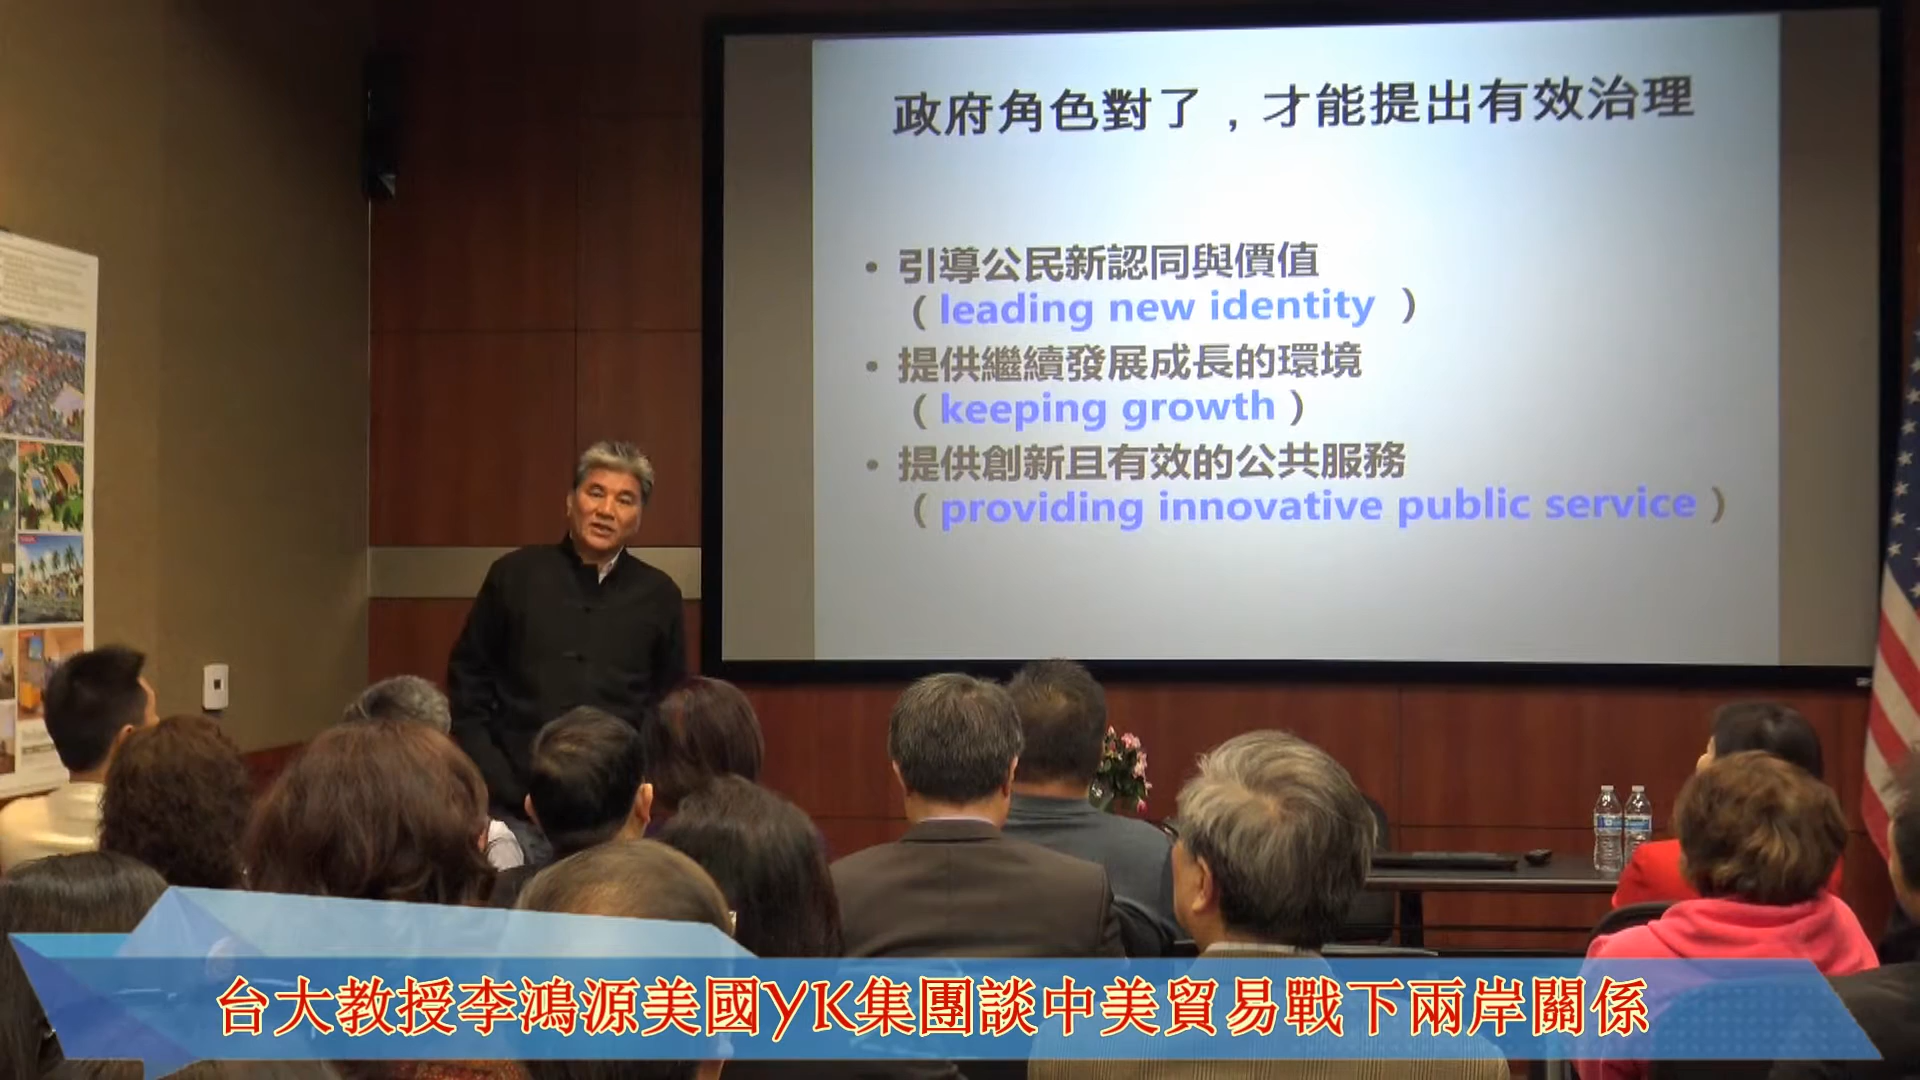 政府角色對了，才能提出有效治理
• 引導公民新認同與價值
（leading new identity ）
• 提供繼續發展成長的環境
（keeping growth）
• 提供創新且有效的公共服務
（providing innovative public service）
台大教授李鴻源美國YK集團談中美貿易戰下兩岸關係